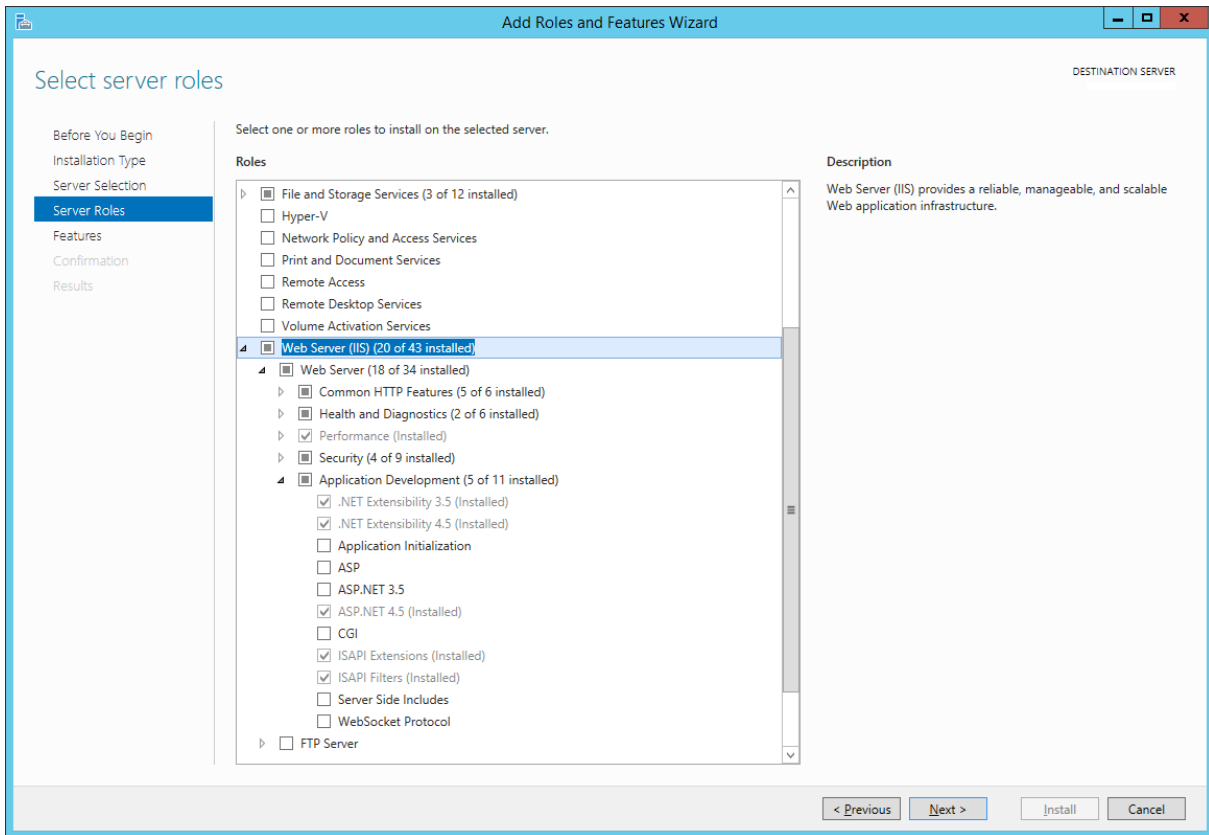 Add Roles and Features Wizard
Select server roles
DESTINATION SERVER
Before You Begin
Installation Type
Server Selection
Server Roles
Features
Confirmation
Results
Select one or more roles to install on the selected server.
Roles
File and Storage Services (3 of 12 installed)
Hyper-V
Network Policy and Access Services
Print and Document Services
Remote Access
Remote Desktop Services
Volume Activation Services
Web Server (IIS) (20 of 43 installed)
Web Server (18 of 34 installed)
Common HTTP Features (5 of 6 installed)
Health and Diagnostics (2 of 6 installed)
Performance (Installed)
Security (4 of 9 installed)
Application Development (5 of 11 installed)
.NET Extensibility 3.5 (Installed)
.NET Extensibility 4.5 (Installed)
Application Initialization
ASP
ASP.NET 3.5
ASP.NET 4.5 (Installed)
CGI
ISAPI Extensions (Installed)
ISAPI Filters (Installed)
Server Side Includes
WebSocket Protocol
FTP Server
Description
Web Server (IIS) provides a reliable, manageable, and scalable
Web application infrastructure.
< Previous
Next >
Install
Cancel